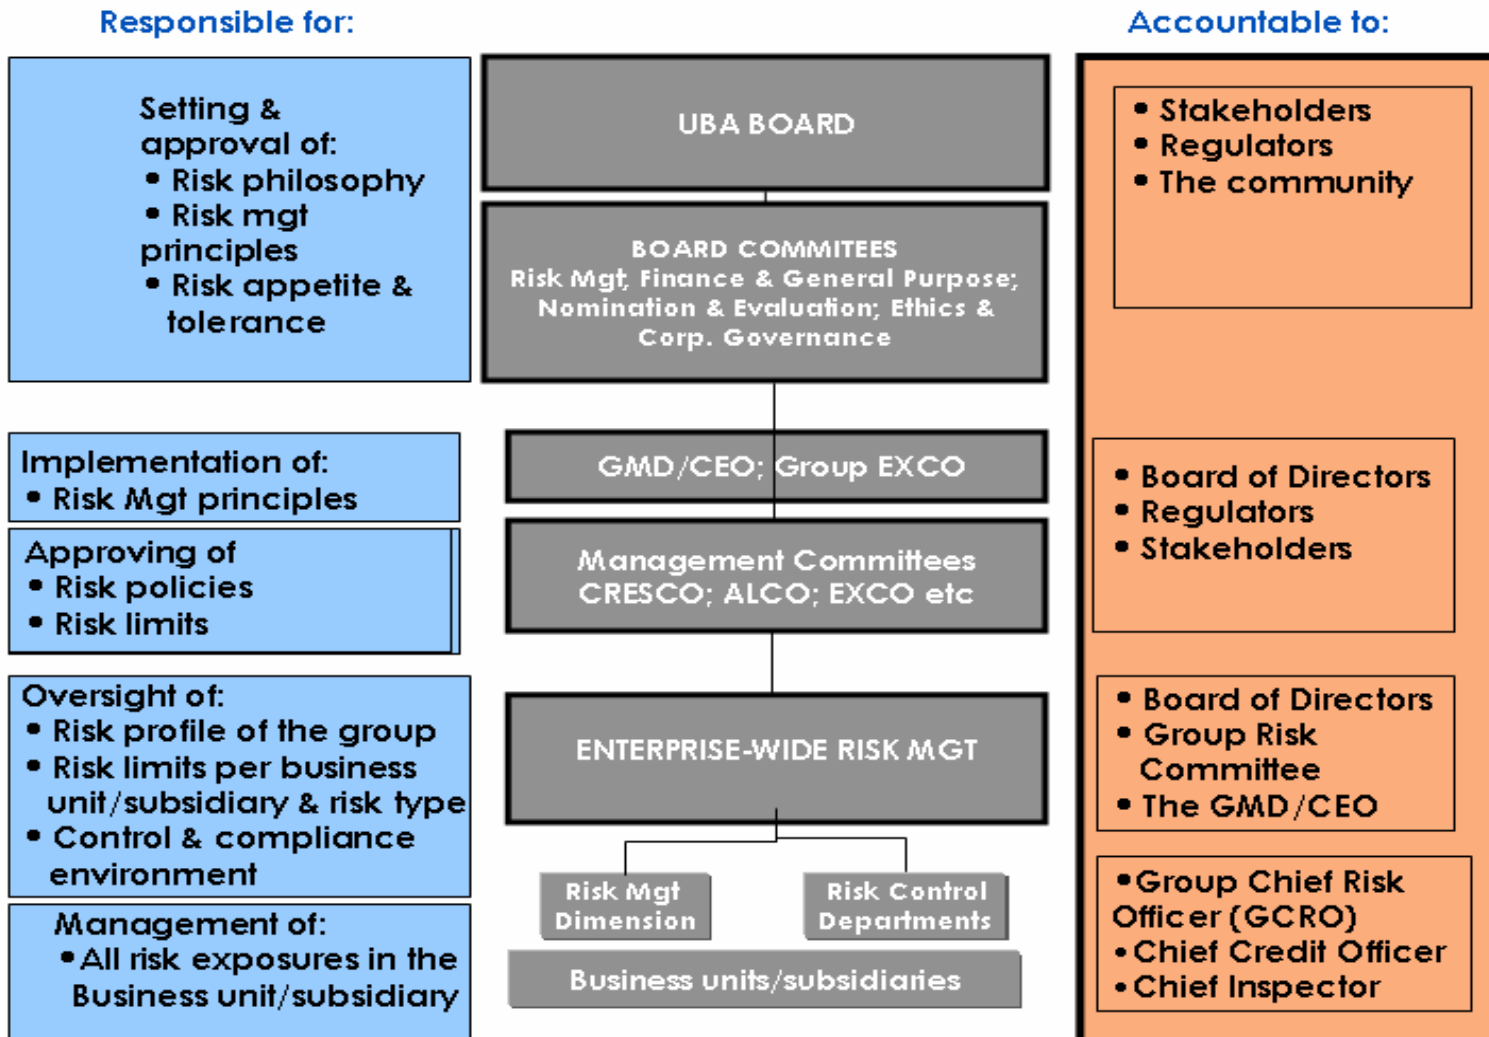 Responsible for:
Accountable to:
Setting &
approval of:
• Risk philosophy
• Risk mgt
principles
• Risk appetite &
tolerance
UBA BOARD
BOARD COMMITEES
Risk Mgt, Finance & General Purpose;
Nomination & Evaluation; Ethics &
Corp. Governance
• Stakeholders
• Regulators
• The community
Implementation of:
• Risk Mgt principles
Approving of
• Risk policies
• Risk limits
GMD/CEO; Group EXCO
Management Committees
CRESCO; ALCO; EXCO etc
• Board of Directors
• Regulators
• Stakeholders
Oversight of:
• Risk profile of the group
• Risk limits per business
unit/subsidiary & risk type
• Control & compliance
environment
ENTERPRISE-WIDE RISK MGT
• Board of Directors
• Group Risk
Committee
• The GMD/CEO
Risk Mgt
Dimension
Risk Control
Departments
Management of:
• All risk exposures in the
Business unit/subsidiary
Business units/subsidiaries
• Group Chief Risk
Officer (GCRO)
• Chief Credit Officer
• Chief Inspector